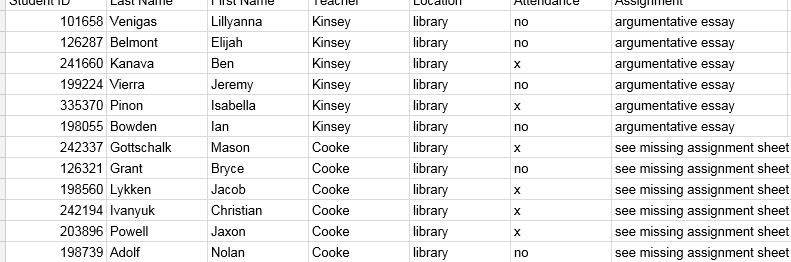 Student ID Last Name First Name Teacher Location Attendance Assignment
101658 Venigas Lillyanna Kinsey library no argumentative essay
126287 Belmont Elijah Kinsey library no argumentative essay
241660 Kanava Ben Kinsey library x argumentative essay
199224 Vierra Jeremy Kinsey library no argumentative essay
335370 Pinon Isabella Kinsey library x argumentative essay
198055 Bowden Ian Kinsey library no argumentative essay
242337 Gottschalk Mason Cooke library x see missing assignment sheet
126321 Grant Bryce Cooke library no see missing assignment sheet
198560 Lykken Jacob Cooke library x see missing assignment sheet
242194 Ivanyuk Christian Cooke library x see missing assignment sheet
203896 Powell Jaxon Cooke library x see missing assignment sheet
198739 Adolf Nolan Cooke library no see missing assignment sheet